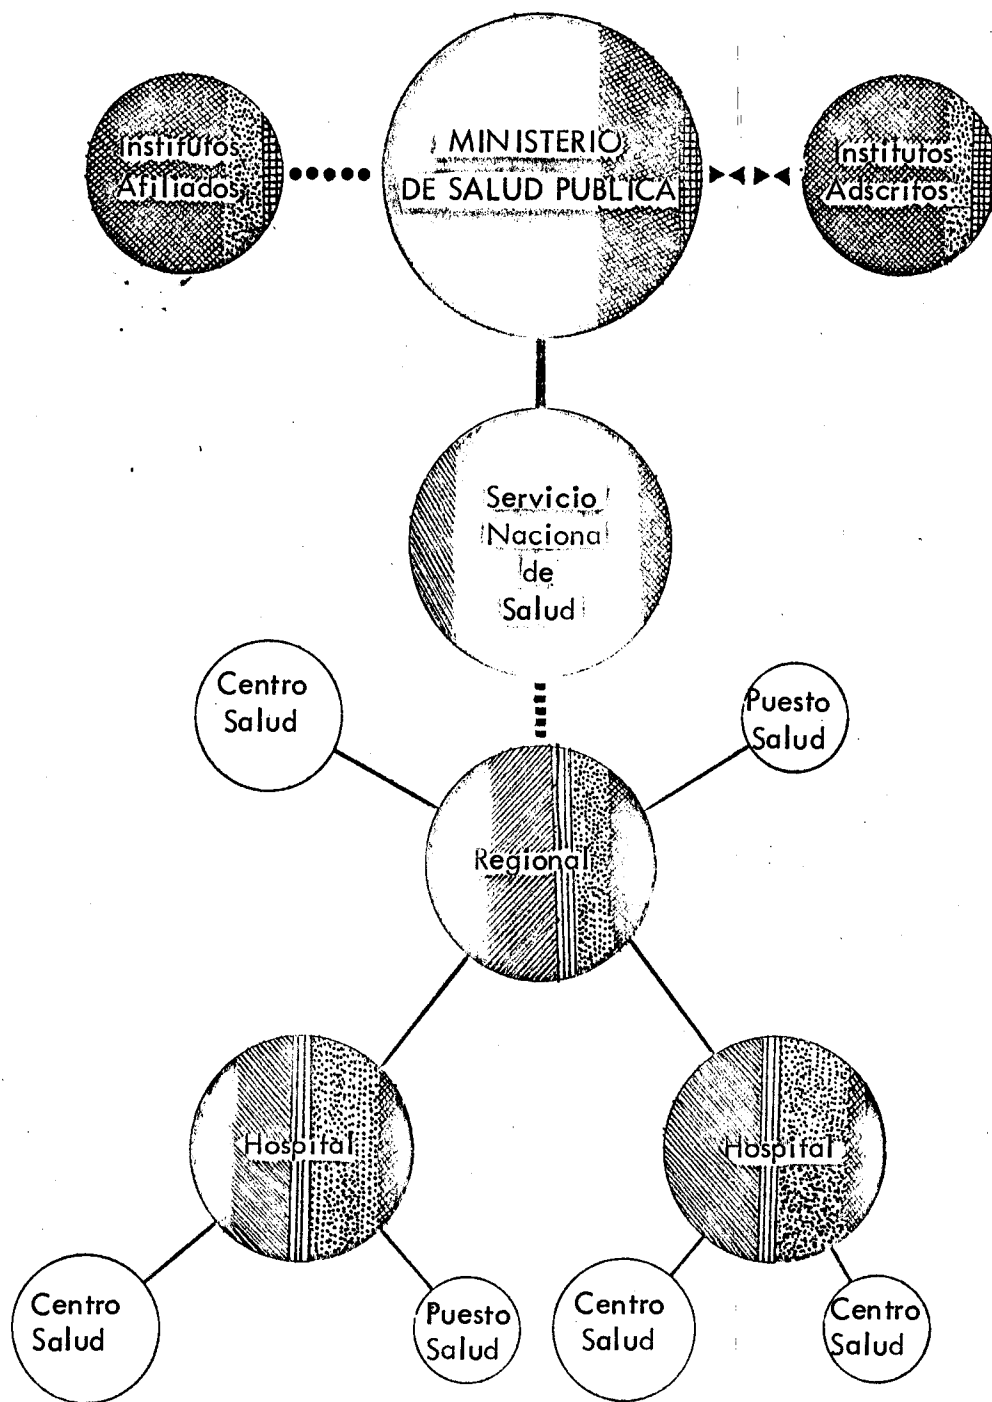 Institutos
Afiliados
MINISTERIO
DE SALUD PUBLICA
Institutos
Adscritos
Servicio
Naciona
de
Salud
Centro
Salud
Puesto
Salud
Regional
Hospital
Hospital
Centro
Salud
Puesto
Salud
Centro
Salud
Centro
Salud